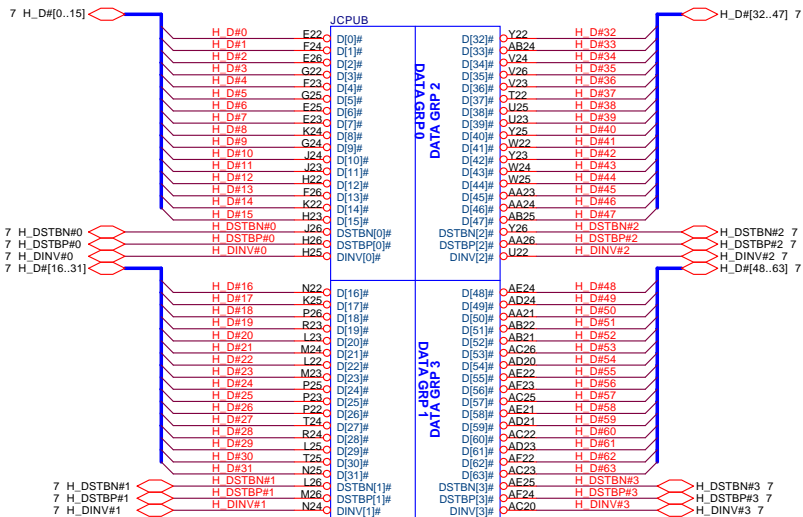 7 H_D#[0..15] JCPUB H_D#[32..47] 7
H_D#0 E22 D[0]# D[32]# Y22 H_D#32
H_D#1 F24 D[1]# D[33]# AB24 H_D#33
H_D#2 E26 D[2]# D[34]# V24 H_D#34
H_D#3 G22 D[3]# D[35]# V26 H_D#35
H_D#4 F23 D[4]# D[36]# V23 H_D#36
H_D#5 G25 D[5]# D[37]# T22 H_D#37
H_D#6 E25 D[6]# D[38]# U25 H_D#38
H_D#7 E23 D[7]# D[39]# U23 H_D#39
H_D#8 K24 D[8]# D[40]# Y25 H_D#40
H_D#9 G24 D[9]# D[41]# W22 H_D#41
H_D#10 J24 D[10]# D[42]# Y23 H_D#42
H_D#11 J23 D[11]# D[43]# W24 H_D#43
H_D#12 H22 D[12]# D[44]# W25 H_D#44
H_D#13 F26 D[13]# D[45]# AA23 H_D#45
H_D#14 K22 D[14]# D[46]# AA24 H_D#46
H_D#15 H23 D[15]# D[47]# AB25 H_D#47
7 H_DSTBN#0 H_DSTBN#0 J26 DSTBN[0]# DSTBN[2]# Y26 H_DSTBN#2 H_DSTBN#2 7
7 H_DSTBP#0 H_DSTBP#0 H26 DSTBP[0]# DSTBP[2]# AA26 H_DSTBP#2 H_DSTBP#2 7
7 H_DINV#0 H_DINV#0 H25 DINV[0]# DINV[2]# U22 H_DINV#2 H_DINV#2 7
DATA GRP 0
DATA GRP 2
7 H_D#[16..31] H_D#[48..63] 7
H_D#16 N22 D[16]# D[48]# AE24 H_D#48
H_D#17 K25 D[17]# D[49]# AD24 H_D#49
H_D#18 P26 D[18]# D[50]# AA21 H_D#50
H_D#19 R23 D[19]# D[51]# AB22 H_D#51
H_D#20 L23 D[20]# D[52]# AB21 H_D#52
H_D#21 M24 D[21]# D[53]# AC26 H_D#53
H_D#22 L22 D[22]# D[54]# AD20 H_D#54
H_D#23 M23 D[23]# D[55]# AE22 H_D#55
H_D#24 P25 D[24]# D[56]# AF23 H_D#56
H_D#25 P23 D[25]# D[57]# AC25 H_D#57
H_D#26 P22 D[26]# D[58]# AE21 H_D#58
H_D#27 T24 D[27]# D[59]# AD21 H_D#59
H_D#28 R24 D[28]# D[60]# AC22 H_D#60
H_D#29 L25 D[29]# D[61]# AD23 H_D#61
H_D#30 T25 D[30]# D[62]# AF22 H_D#62
H_D#31 N25 D[31]# D[63]# AC23 H_D#63
7 H_DSTBN#1 H_DSTBN#1 L26 DSTBN[1]# DSTBN[3]# AE25 H_DSTBN#3 H_DSTBN#3 7
7 H_DSTBP#1 H_DSTBP#1 M26 DSTBP[1]# DSTBP[3]# AF24 H_DSTBP#3 H_DSTBP#3 7
7 H_DINV#1 H_DINV#1 N24 DINV[1]# DINV[3]# AC20 H_DINV#3 H_DINV#3 7
DATA GRP 1
DATA GRP 3